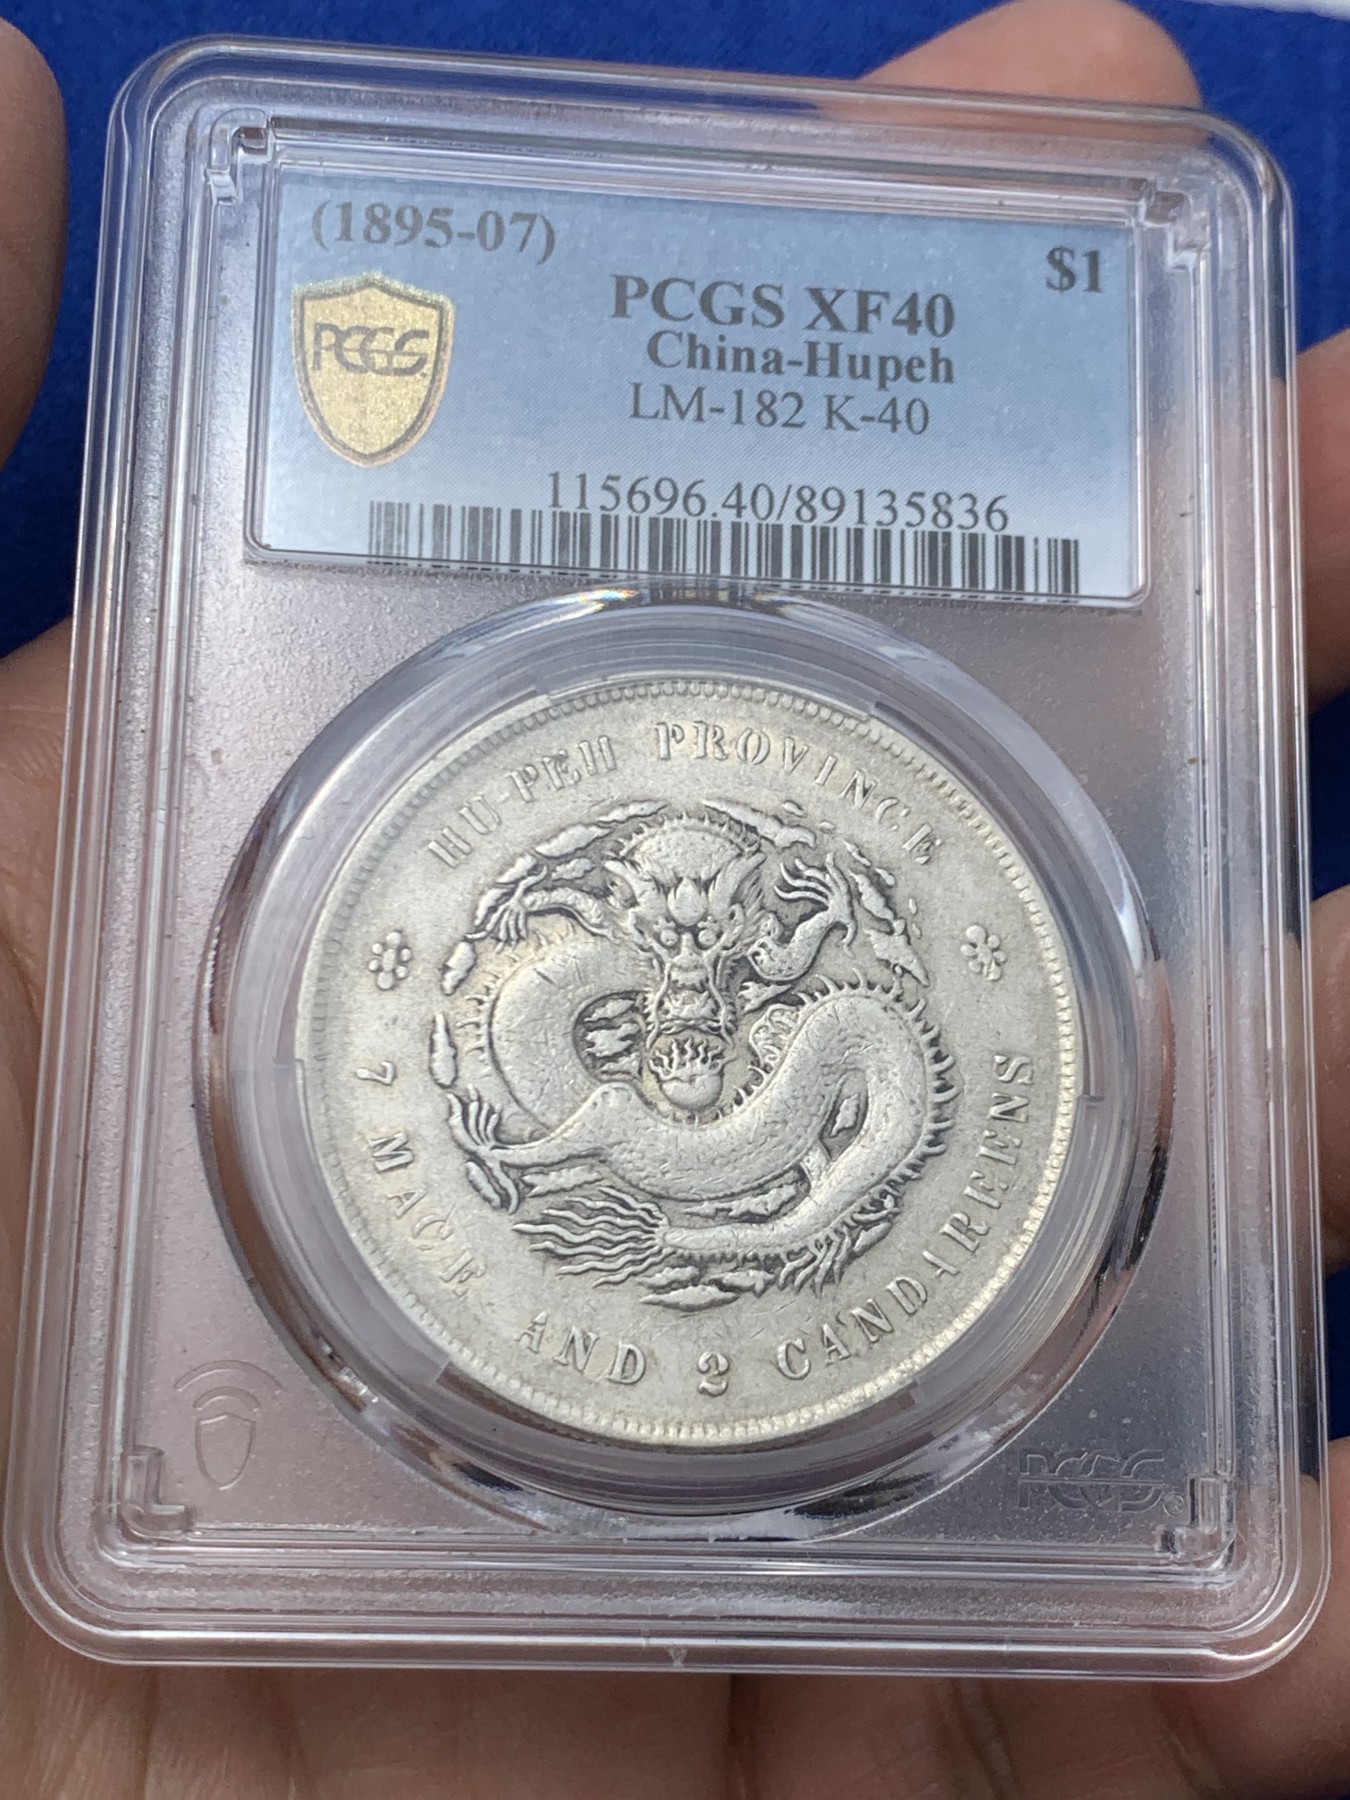 (1895-07)
$1
PCGS XF40
PCGS
China-Hupeh
LM-182 K-40
115696.40/89135836
HU-PEH PROVINCE
7 MACE AND 2 CANDAREENS
PCGS